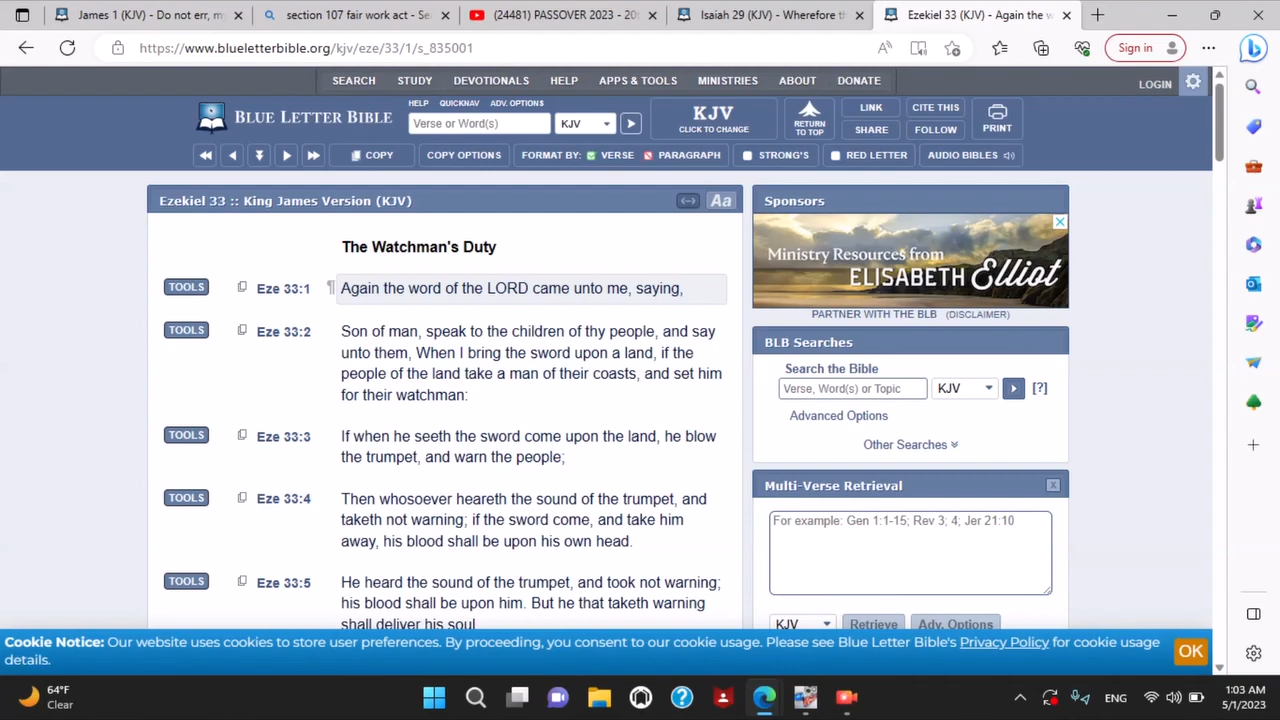 James 1 (KJV) - Do not err, m
section 107 fair work act - Se
(24481) PASSOVER 2023 - 20
Isaiah 29 (KJV) - Wherefore th
Ezekiel 33 (KJV) - Again the w
https://www.blueletterbible.org/kjv/eze/33/1/s_835001
Sign in
SEARCH STUDY DEVOTIONALS HELP APPS & TOOLS MINISTRIES ABOUT DONATE
LOGIN
BLUE LETTER BIBLE
HELP QUICKNAV ADV. OPTIONS
Verse or Word(s)
KJV
KJV
CLICK TO CHANGE
RETURN
TO TOP
LINK
CITE THIS
SHARE
FOLLOW
PRINT
COPY
COPY OPTIONS
FORMAT BY: VERSE PARAGRAPH
STRONG'S
RED LETTER
AUDIO BIBLES
Ezekiel 33 :: King James Version (KJV)
Aa
The Watchman's Duty
TOOLS Eze 33:1 ¶ Again the word of the LORD came unto me, saying,
TOOLS Eze 33:2 Son of man, speak to the children of thy people, and say
unto them, When I bring the sword upon a land, if the
people of the land take a man of their coasts, and set him
for their watchman:
TOOLS Eze 33:3 If when he seeth the sword come upon the land, he blow
the trumpet, and warn the people;
TOOLS Eze 33:4 Then whosoever heareth the sound of the trumpet, and
taketh not warning; if the sword come, and take him
away, his blood shall be upon his own head.
TOOLS Eze 33:5 He heard the sound of the trumpet, and took not warning;
his blood shall be upon him. But he that taketh warning
shall deliver his soul
Sponsors
Ministry Resources from
ELISABETH Elliot
PARTNER WITH THE BLB (DISCLAIMER)
BLB Searches
Search the Bible
Verse, Word(s) or Topic
KJV
[?]
Advanced Options
Other Searches
Multi-Verse Retrieval
x
For example: Gen 1:1-15; Rev 3; 4; Jer 21:10
KJV
Retrieve
Adv. Options
Cookie Notice: Our website uses cookies to store user preferences. By proceeding, you consent to our cookie usage. Please see Blue Letter Bible's Privacy Policy for cookie usage
details.
OK
64°F
Clear
ENG
1:03 AM
5/1/2023